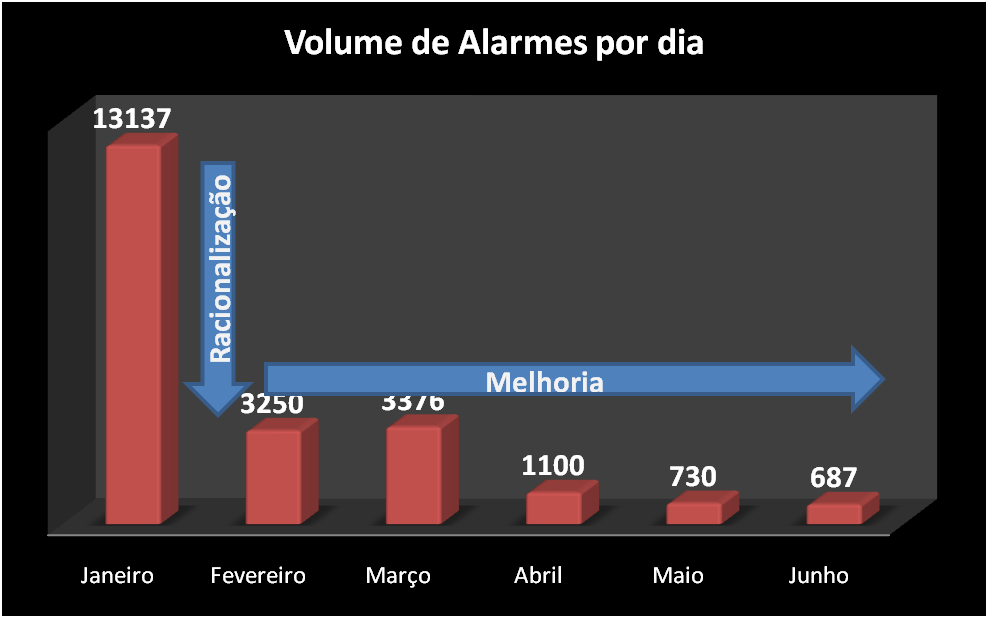 Volume de Alarmes por dia
13137
Racionalização
Melhoria
3250
3376
1100
730
687
Janeiro
Fevereiro
Março
Abril
Maio
Junho